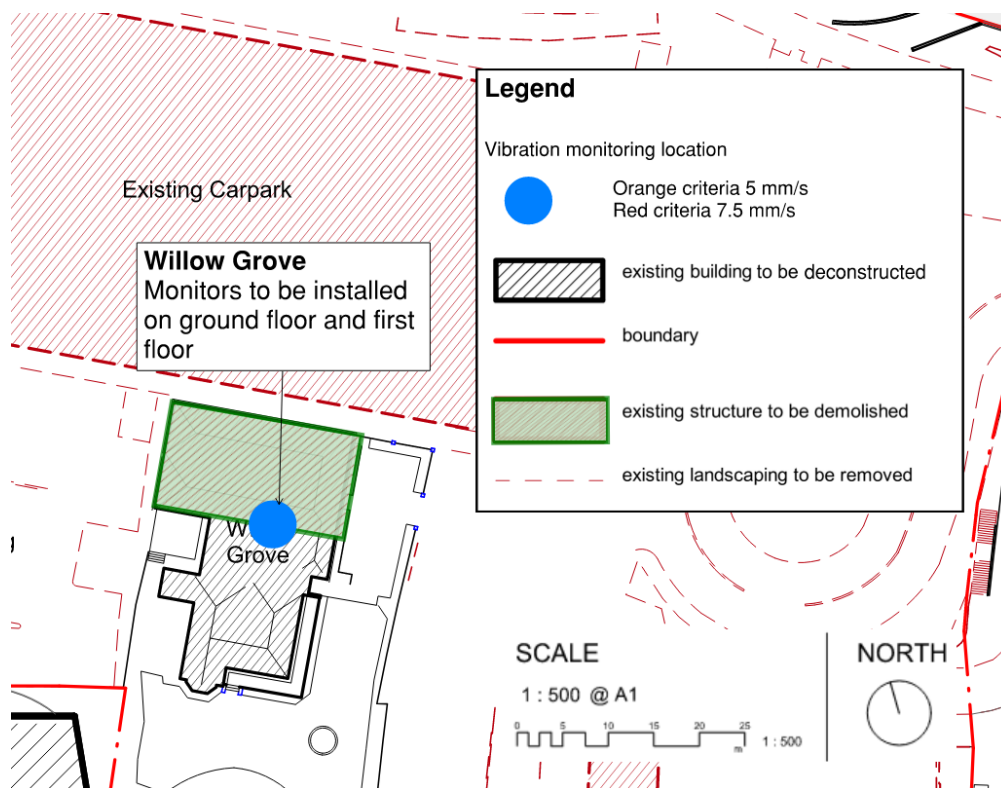 Legend
Vibration monitoring location
Orange criteria 5 mm/s
Red criteria 7.5 mm/s
existing building to be deconstructed
boundary
existing structure to be demolished
existing landscaping to be removed
Existing Carpark
Willow Grove
Monitors to be installed
on ground floor and first
floor
W
Grove
g
SCALE
1 : 500 @ A1
0 5 10 15 20 25
m
1 : 500
NORTH